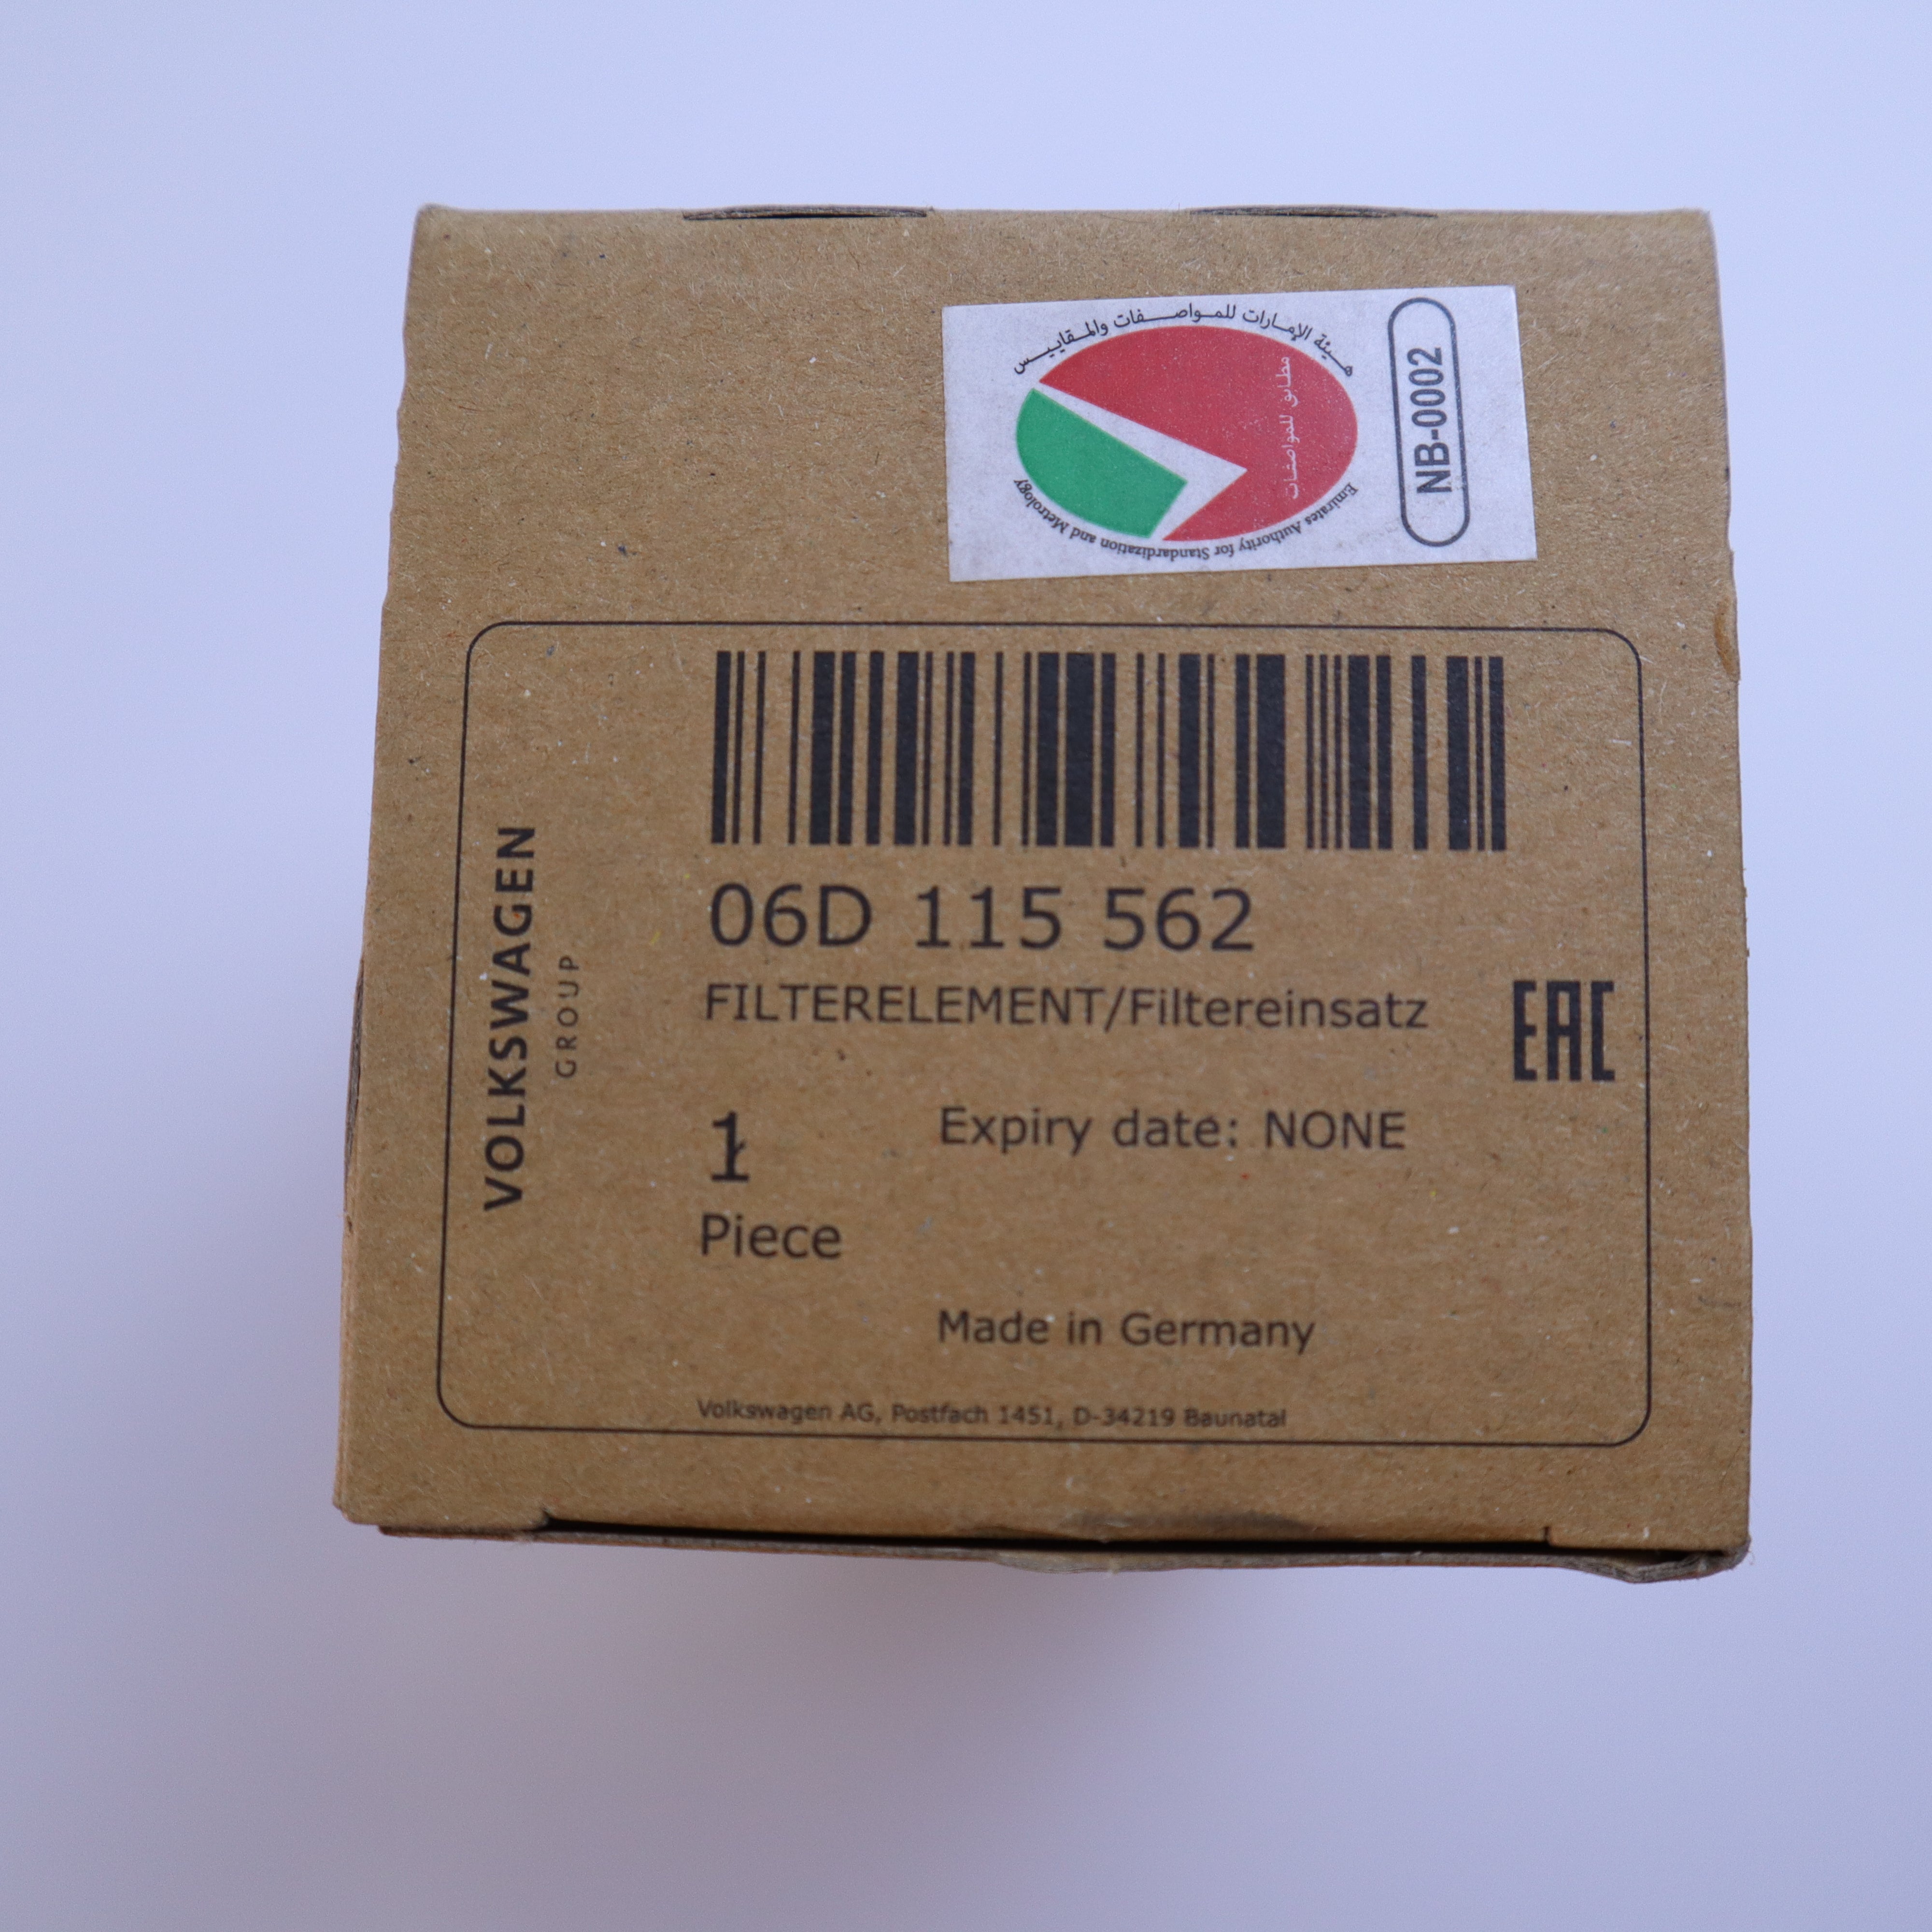 هيئة الإمارات للمواصفات والمقاييس
مطابق للمواصفات
Emirates Authority for Standardization and Metrology
NB-0002
VOLKSWAGEN
GROUP
06D 115 562
FILTERELEMENT/Filtereinsatz
EAC
1
Expiry date: NONE
Piece
Made in Germany
Volkswagen AG, Postfach 1451, D-34219 Baunatal